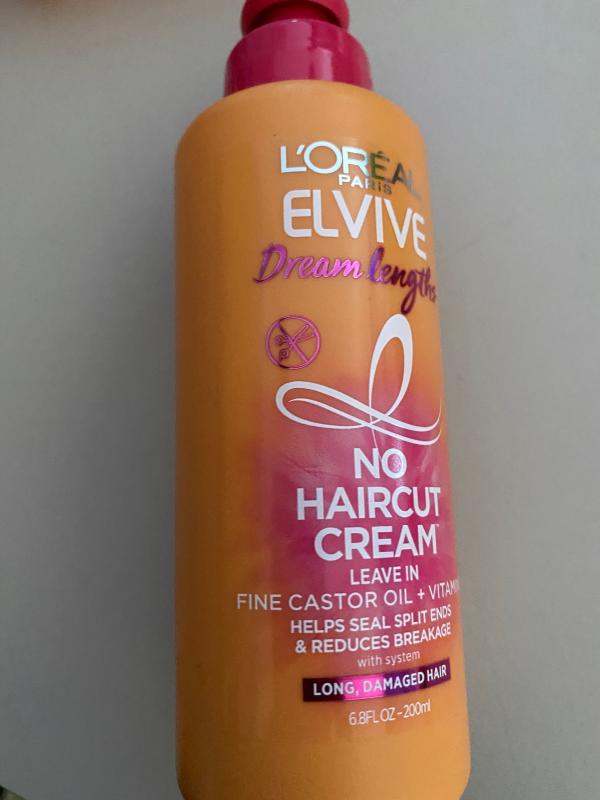 L'ORÉAL
PARIS
ELVIVE
Dream lengths
NO
HAIRCUT
CREAM
LEAVE IN
FINE CASTOR OIL + VITAMIN
HELPS SEAL SPLIT ENDS
& REDUCES BREAKAGE
with system
LONG, DAMAGED HAIR
6.8FL OZ-200ml